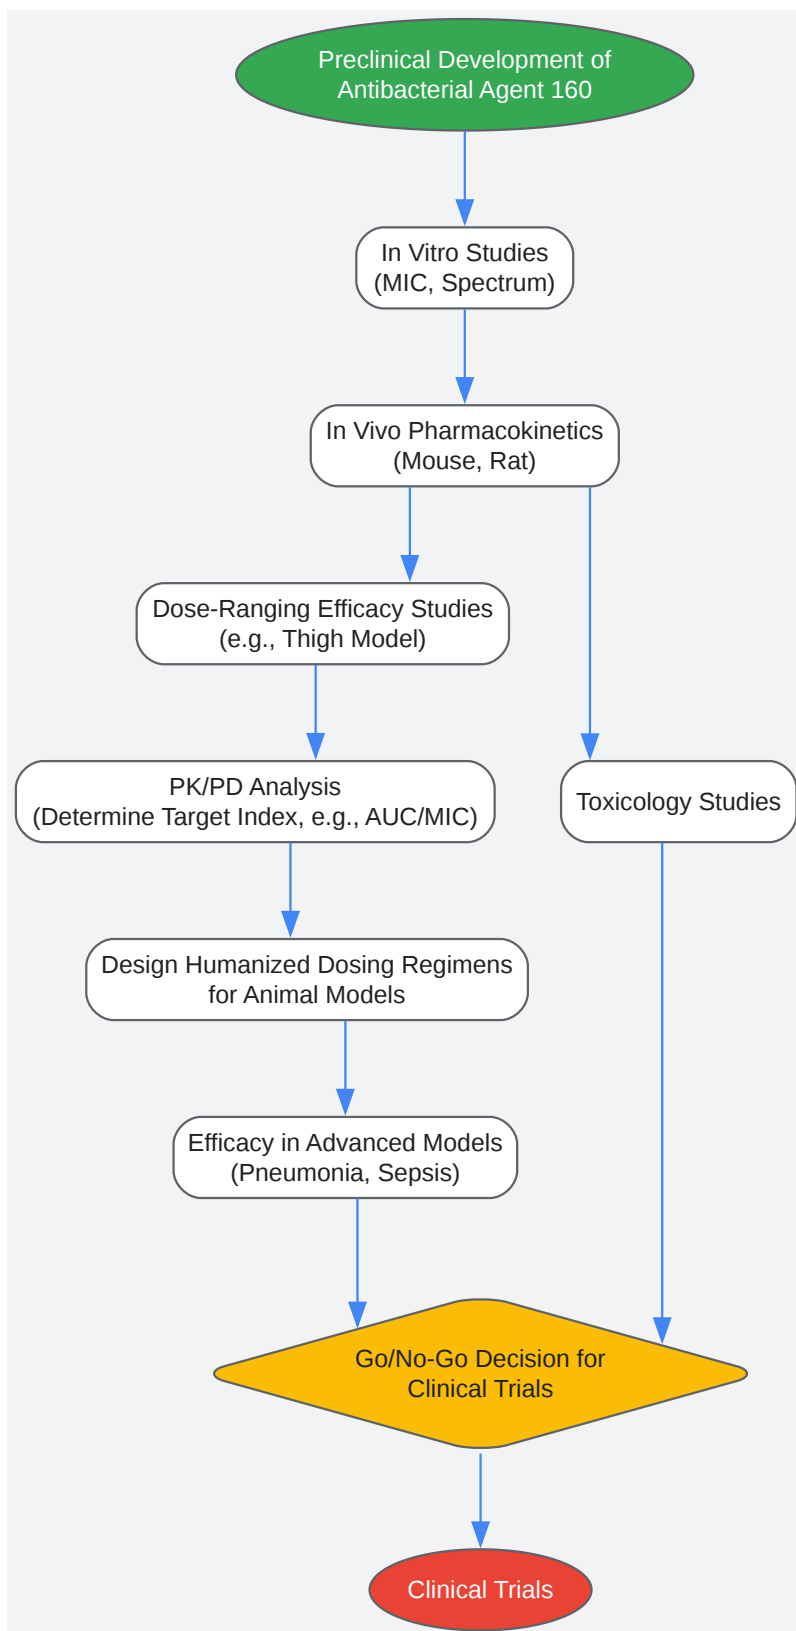 Preclinical Development of
Antibacterial Agent 160
In Vitro Studies
(MIC, Spectrum)
In Vivo Pharmacokinetics
(Mouse, Rat)
Dose-Ranging Efficacy Studies
(e.g., Thigh Model)
PK/PD Analysis
(Determine Target Index, e.g., AUC/MIC)
Toxicology Studies
Design Humanized Dosing Regimens
for Animal Models
Efficacy in Advanced Models
(Pneumonia, Sepsis)
Go/No-Go Decision for
Clinical Trials
Clinical Trials